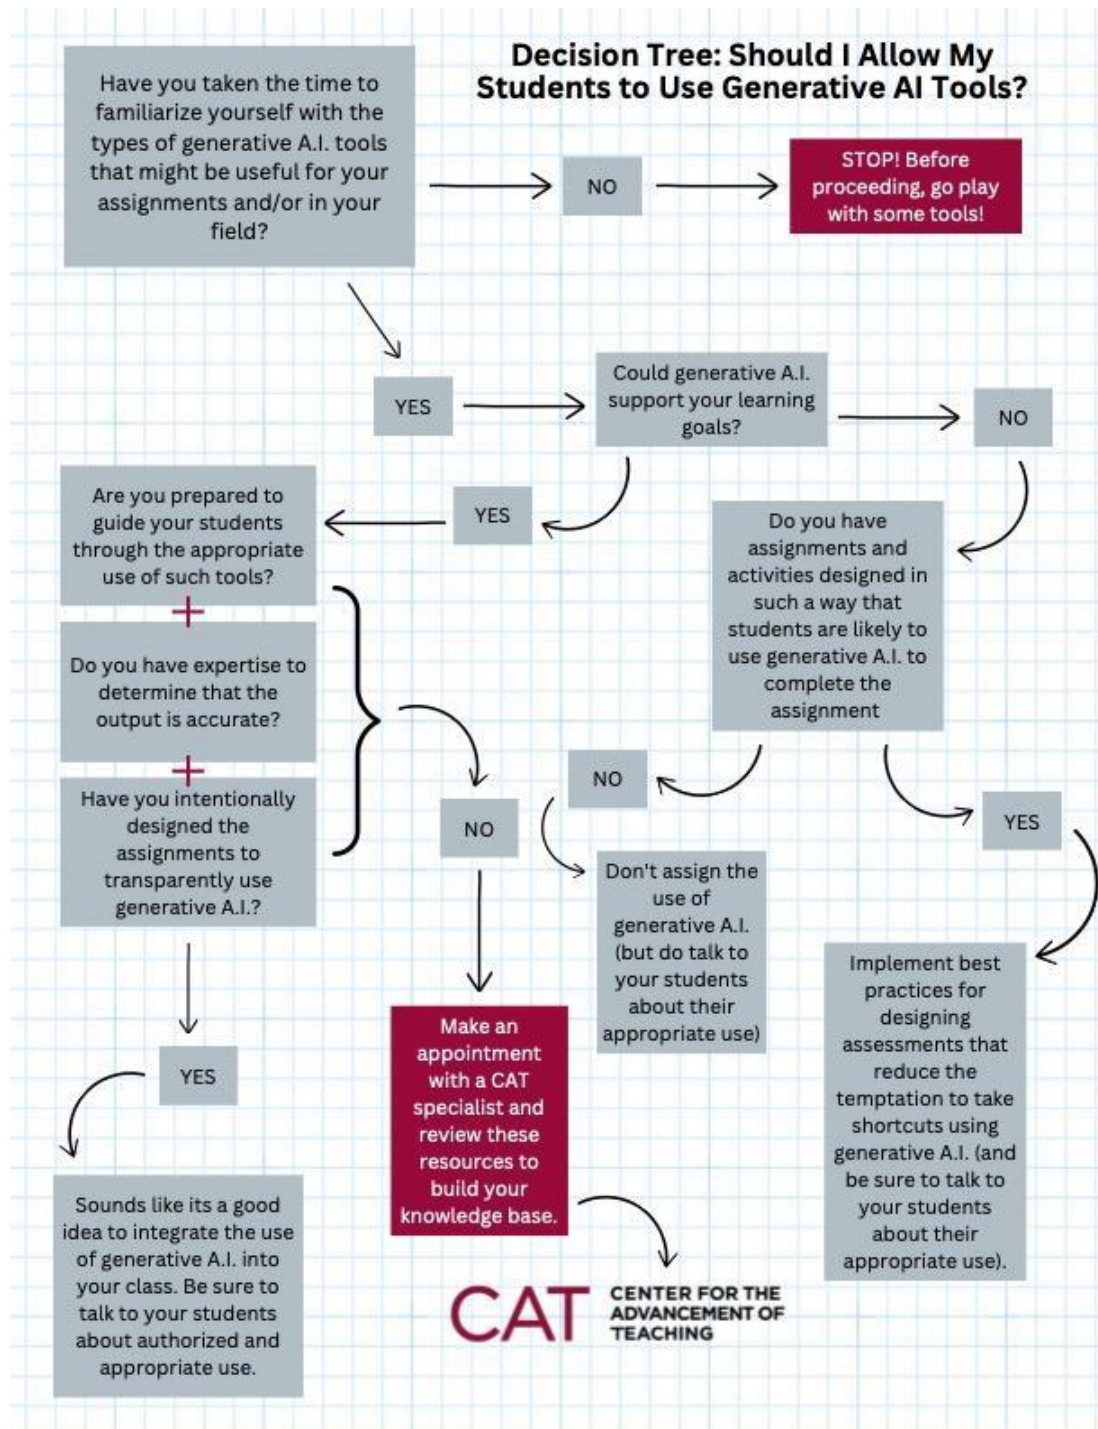 Decision Tree: Should I Allow My
Students to Use Generative AI Tools?
Have you taken the time to
familiarize yourself with the
types of generative A.I. tools
that might be useful for your
assignments and/or in your
field?
NO
STOP! Before
proceeding, go play
with some tools!
YES
Could generative A.I.
support your learning
goals?
NO
YES
Are you prepared to
guide your students
through the appropriate
use of such tools?
+
Do you have expertise to
determine that the
output is accurate?
+
Have you intentionally
designed the
assignments to
transparently use
generative A.I.?
Do you have
assignments and
activities designed in
such a way that
students are likely to
use generative A.I. to
complete the
assignment
NO
YES
NO
Don't assign the
use of
generative A.I.
(but do talk to
your students
about their
appropriate use)
Implement best
practices for
designing
assessments that
reduce the
temptation to take
shortcuts using
generative A.I. (and
be sure to talk to
your students
about their
appropriate use).
Make an
appointment
with a CAT
specialist and
review these
resources to
build your
knowledge base.
YES
Sounds like its a good
idea to integrate the use
of generative A.I. into
your class. Be sure to
talk to your students
about authorized and
appropriate use.
CAT
CENTER FOR THE
ADVANCEMENT OF
TEACHING